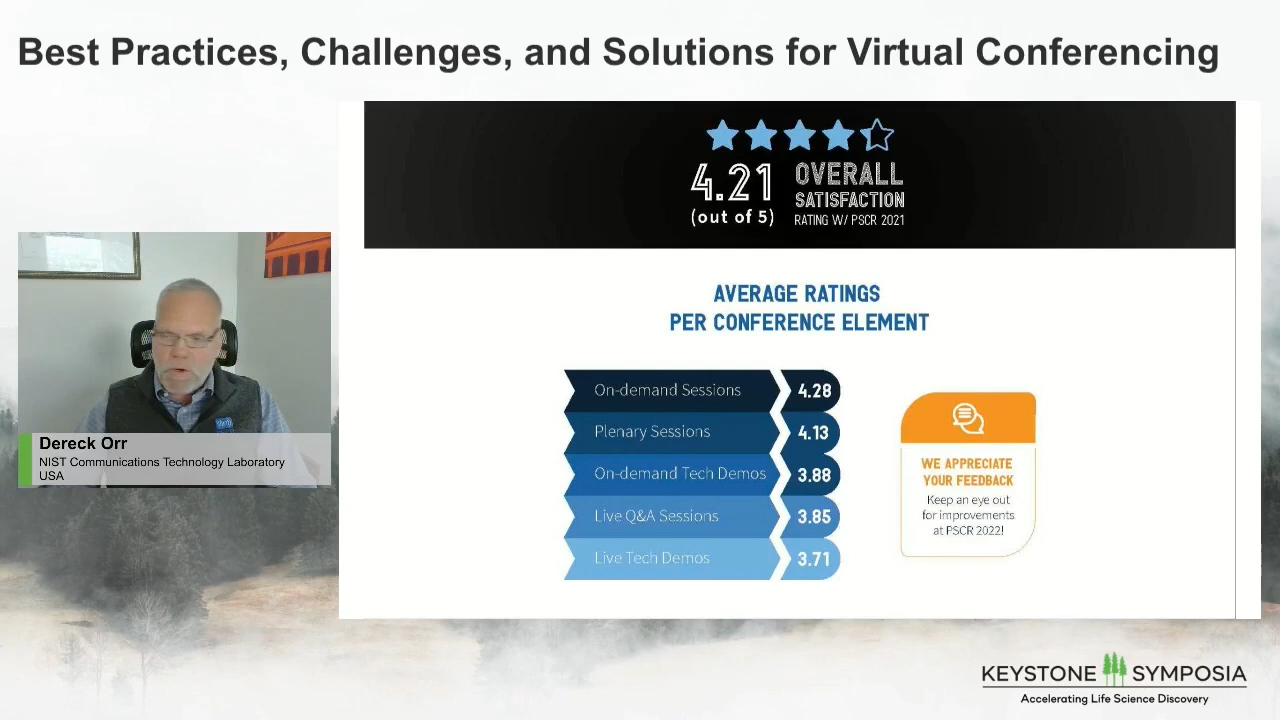 Best Practices, Challenges, and Solutions for Virtual Conferencing
4.21
(out of 5)
OVERALL
SATISFACTION
RATING W/ PSCR 2021
AVERAGE RATINGS
PER CONFERENCE ELEMENT
On-demand Sessions 4.28
Plenary Sessions 4.13
On-demand Tech Demos 3.88
Live Q&A Sessions 3.85
Live Tech Demos 3.71
WE APPRECIATE
YOUR FEEDBACK
Keep an eye out
for improvements
at PSCR 2022!
Dereck Orr
NIST Communications Technology Laboratory
USA
KEYSTONE SYMPOSIA
Accelerating Life Science Discovery